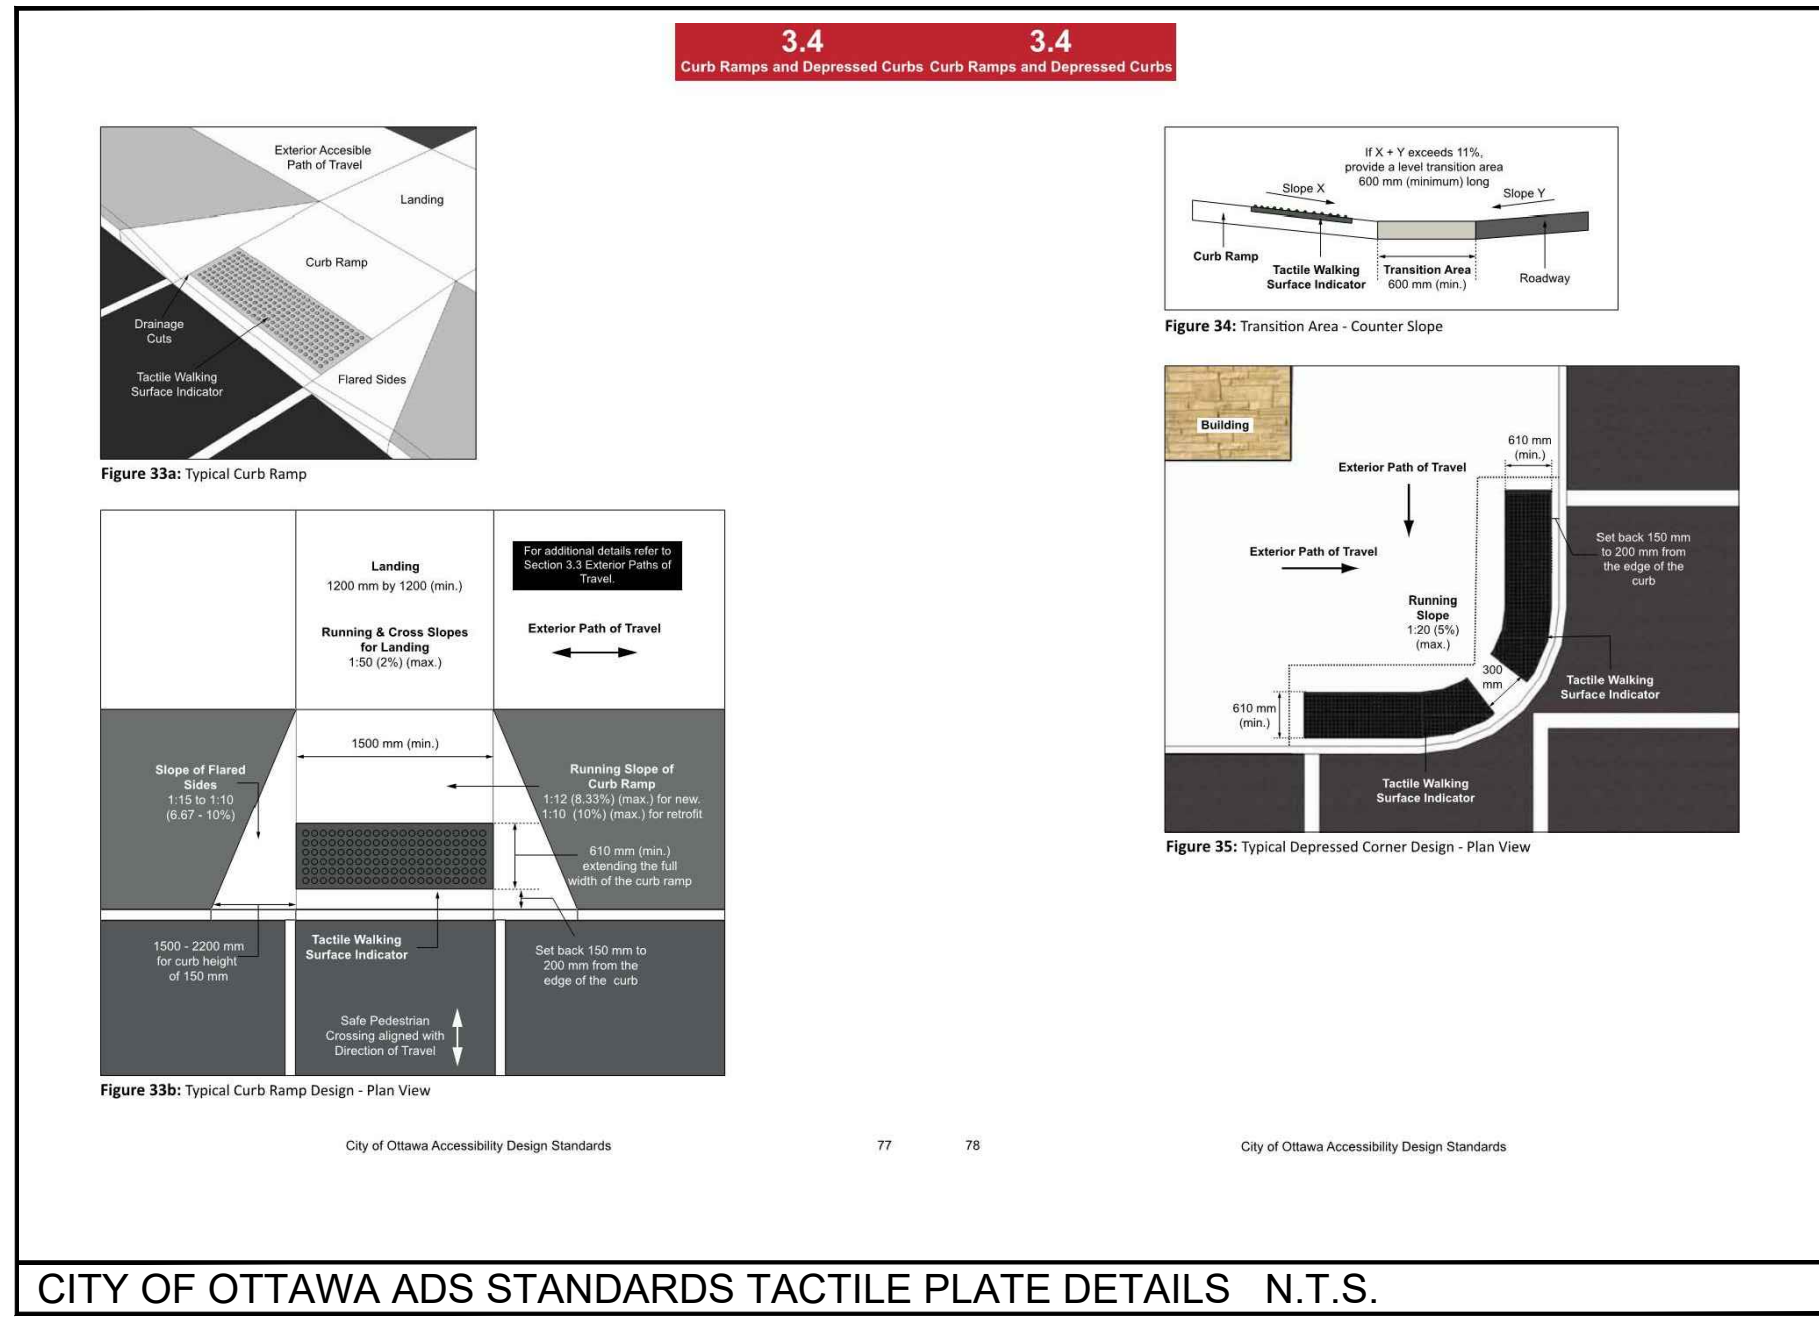 3.4
Curb Ramps and Depressed Curbs
3.4
Curb Ramps and Depressed Curbs
Exterior Accesible
Path of Travel
Landing
Curb Ramp
Drainage
Cuts
Tactile Walking
Surface Indicator
Flared Sides
Figure 33a: Typical Curb Ramp
Landing
1200 mm by 1200 (min.)
Running & Cross Slopes
for Landing
1:50 (2%) (max.)
For additional details refer to
Section 3.3 Exterior Paths of
Travel.
Exterior Path of Travel
1500 mm (min.)
Slope of Flared
Sides
1:15 to 1:10
(6.67 - 10%)
Running Slope of
Curb Ramp
1:12 (8.33%) (max.) for new.
1:10 (10%) (max.) for retrofit
610 mm (min.)
extending the full
width of the curb ramp
1500 - 2200 mm
for curb height
of 150 mm
Tactile Walking
Surface Indicator
Set back 150 mm to
200 mm from the
edge of the curb
Safe Pedestrian
Crossing aligned with
Direction of Travel
Figure 33b: Typical Curb Ramp Design - Plan View
City of Ottawa Accessibility Design Standards
77
If X + Y exceeds 11%,
provide a level transition area
600 mm (minimum) long
Slope X
Slope Y
Curb Ramp
Tactile Walking
Surface Indicator
Transition Area
600 mm (min.)
Roadway
Figure 34: Transition Area - Counter Slope
Building
610 mm
(min.)
Exterior Path of Travel
Exterior Path of Travel
Set back 150 mm
to 200 mm from
the edge of the
curb
Running
Slope
1:20 (5%)
(max.)
300
mm
Tactile Walking
Surface Indicator
610 mm
(min.)
Tactile Walking
Surface Indicator
Figure 35: Typical Depressed Corner Design - Plan View
78
City of Ottawa Accessibility Design Standards
CITY OF OTTAWA ADS STANDARDS TACTILE PLATE DETAILS N.T.S.